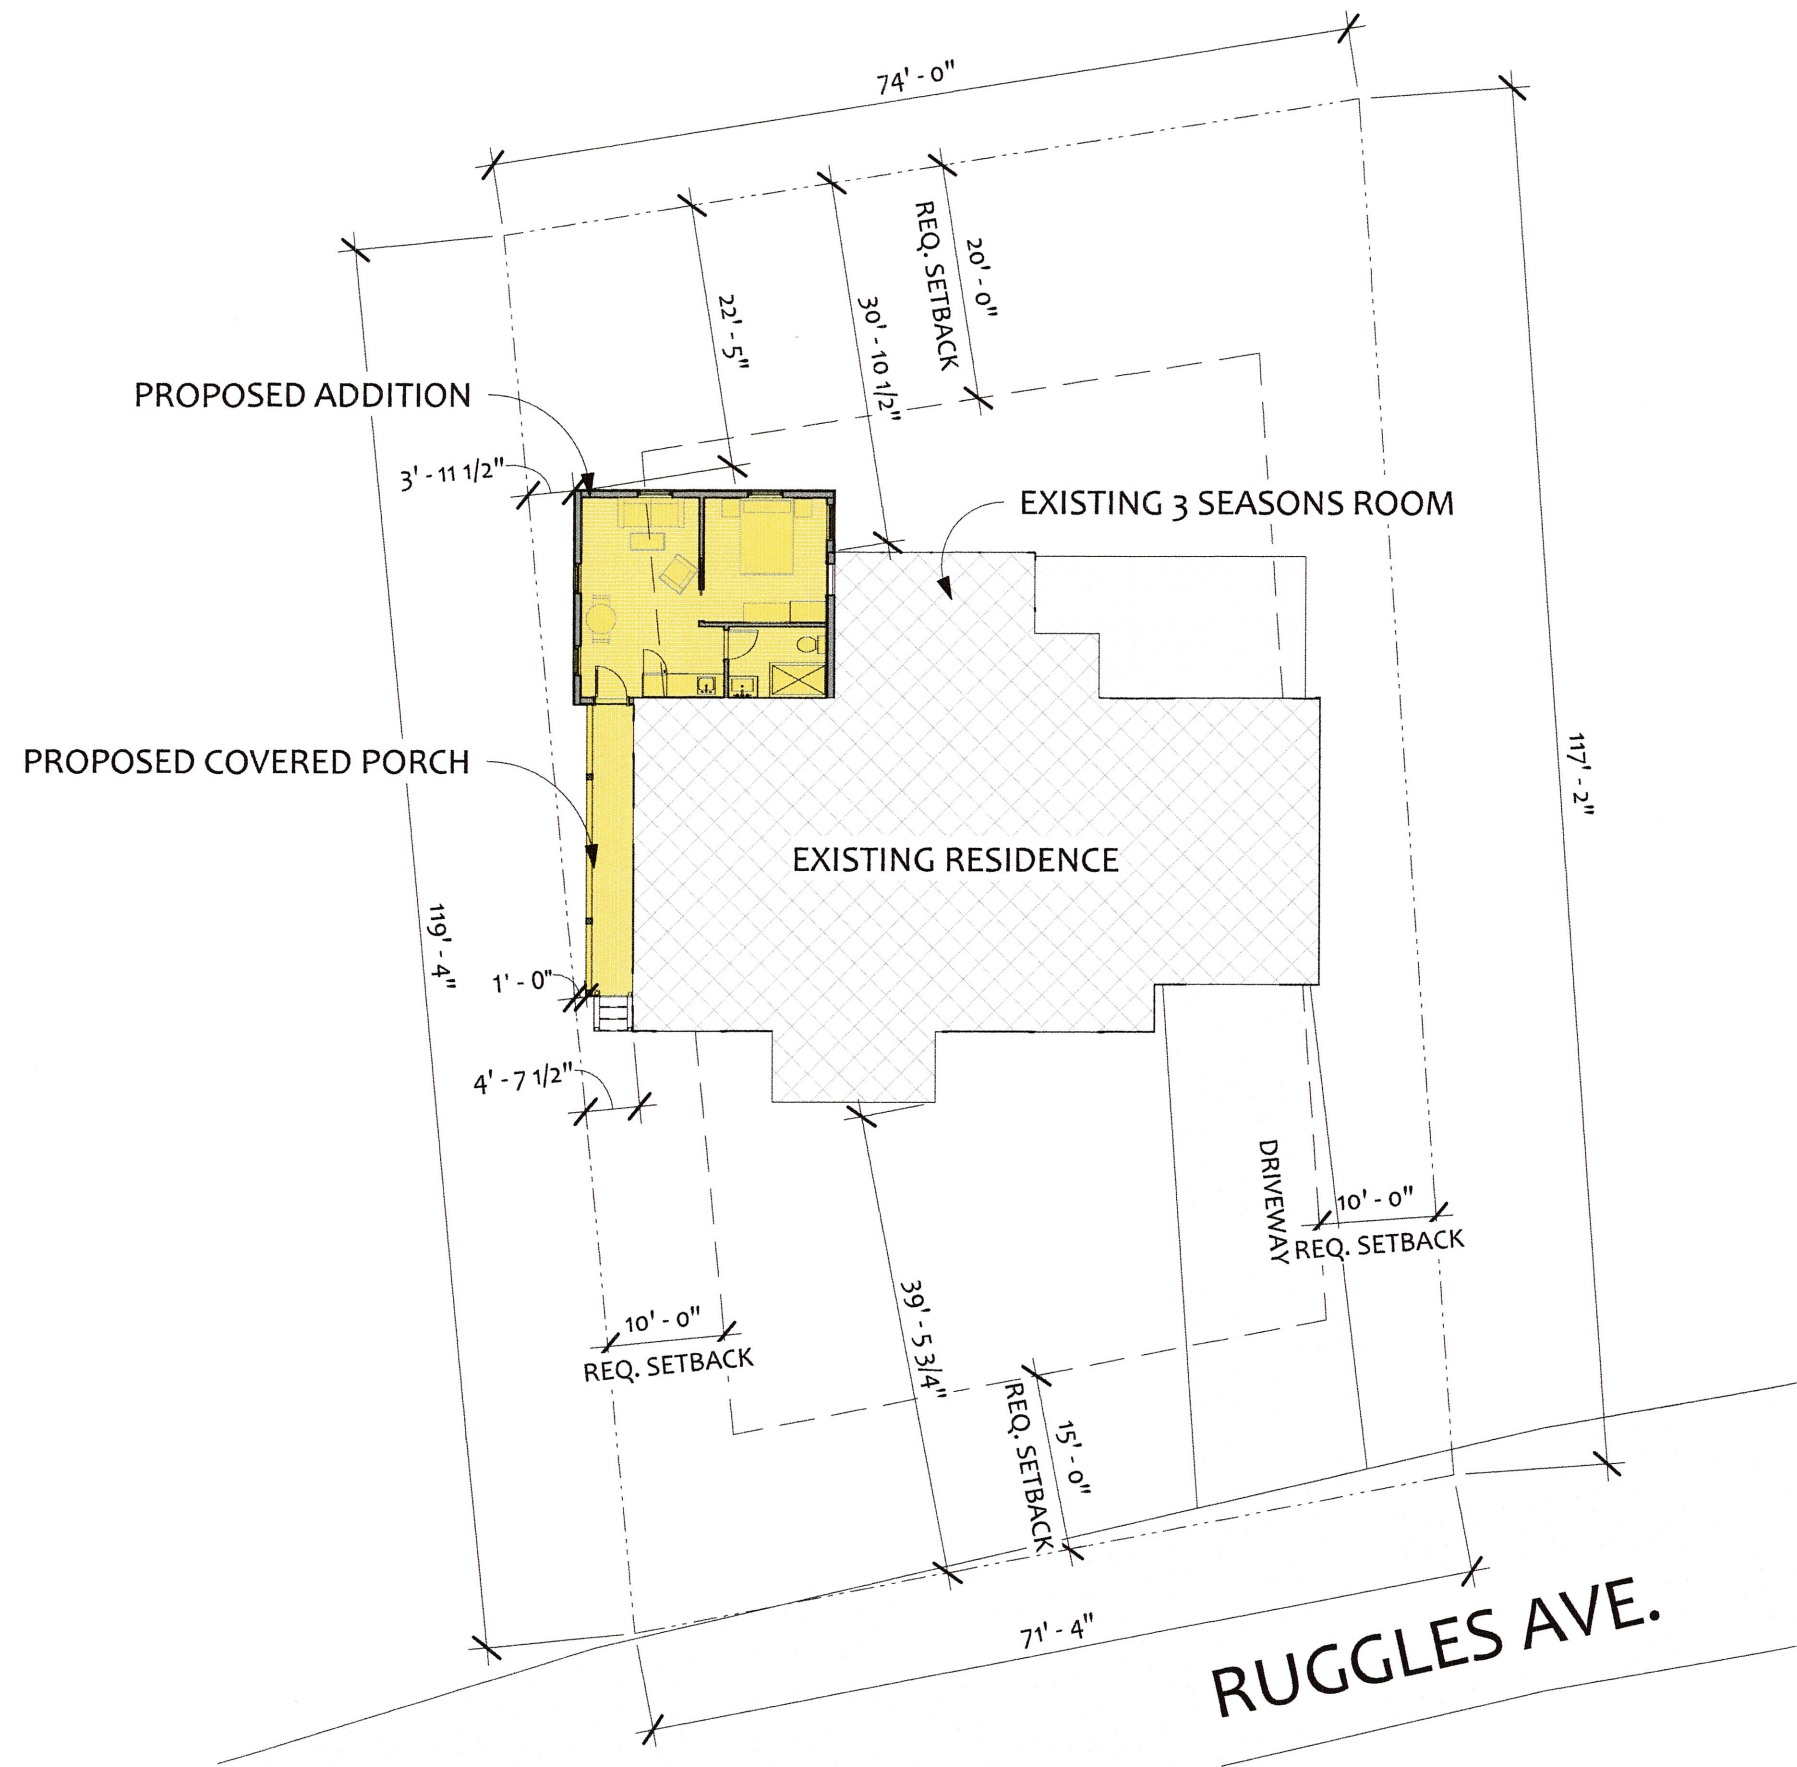 74' - 0"
20' - 0"
REQ. SETBACK
22' - 5"
30' - 10 1/2"
PROPOSED ADDITION
3' - 11 1/2"
EXISTING 3 SEASONS ROOM
PROPOSED COVERED PORCH
117' - 2"
EXISTING RESIDENCE
119' - 4"
1' - 0"
4' - 7 1/2"
DRIVEWAY
10' - 0"
REQ. SETBACK
39' - 5 3/4"
10' - 0"
REQ. SETBACK
15' - 0"
REQ. SETBACK
71' - 4"
RUGGLES AVE.